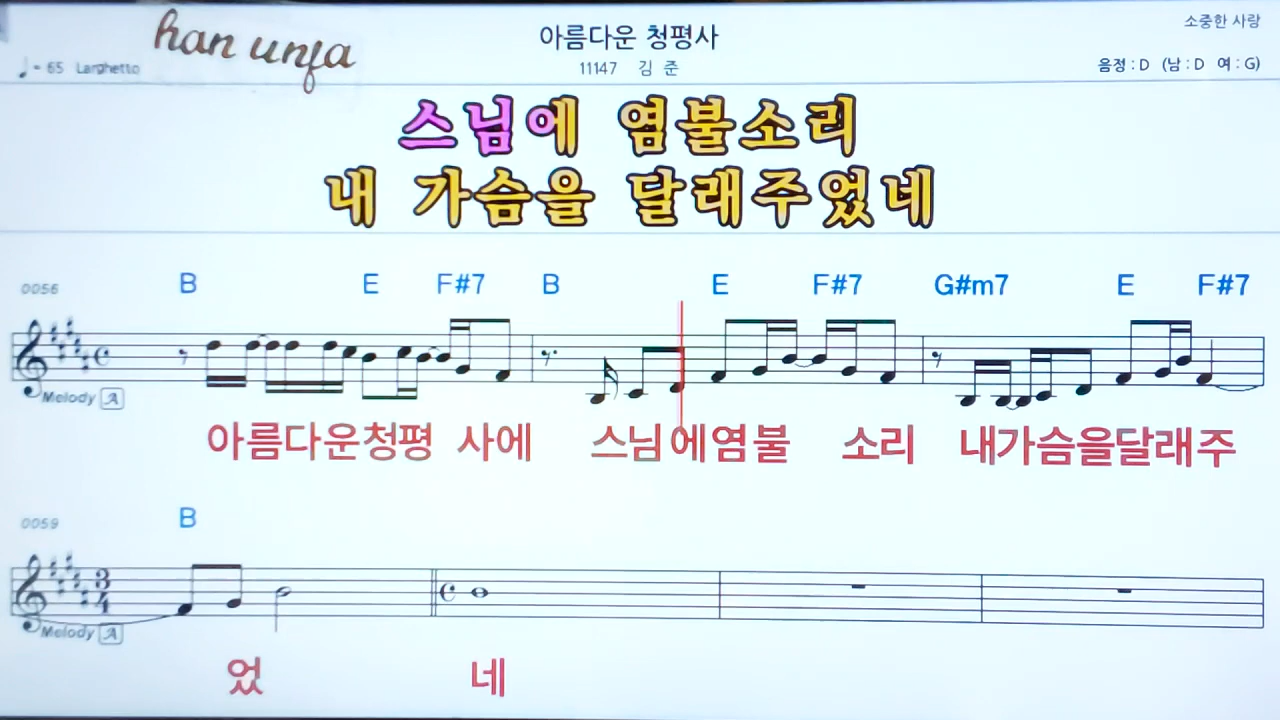 han unfa
아름다운 청평사
소중한 사랑
♩= 65 Larghetto
11147 김 준
음정 : D (남 : D 여 : G)
스님에 염불소리
내 가슴을 달래주었네
0056
B E F#7 B E F#7 G#m7 E F#7
Melody A
아름다운청평 사에 스님에염불 소리 내가슴을달래주
0059
B
3
4
Melody A
었 네